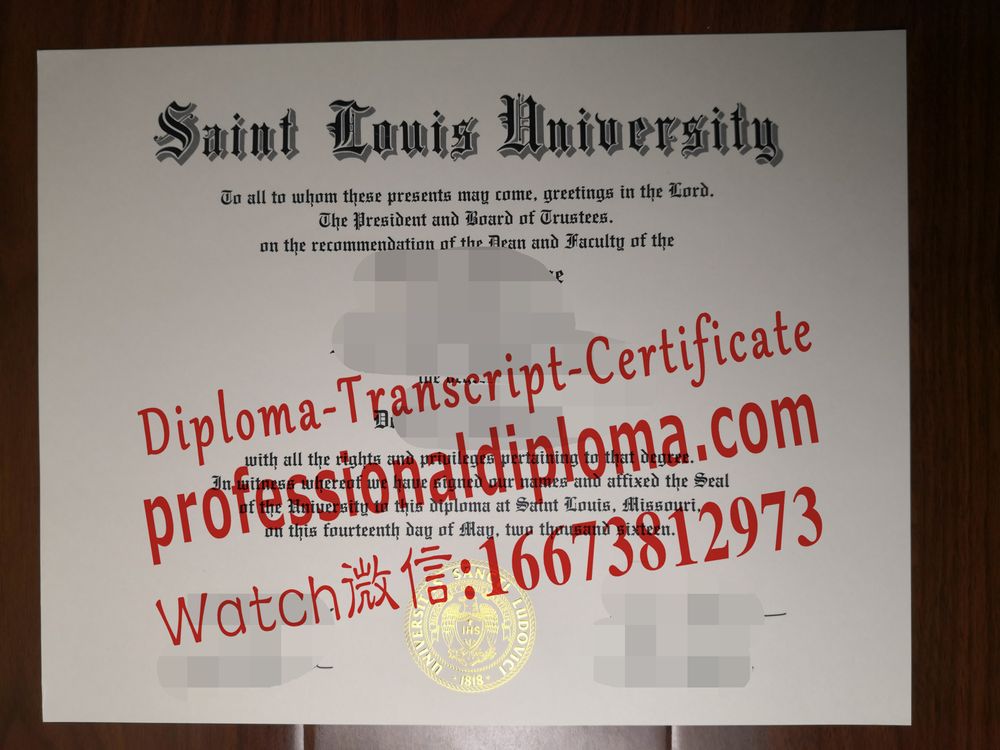 Saint Louis University
To all to whom these presents may come, greetings in the Lord.
The President and Board of Trustees.
on the recommendation of the Dean and Faculty of the
Diploma-Transcript-Certificate
professionaldiploma.com
with all the rights and privileges pertaining to that degree.
In witness whereof we have signed our names and affixed the Seal
of the University to this diploma at Saint Louis, Missouri,
on this fourteenth day of May, two thousand sixteen.
Watch微信:16673812973
UNIVERSITAS SANCTI LUDOVICI
IHS
·1818·